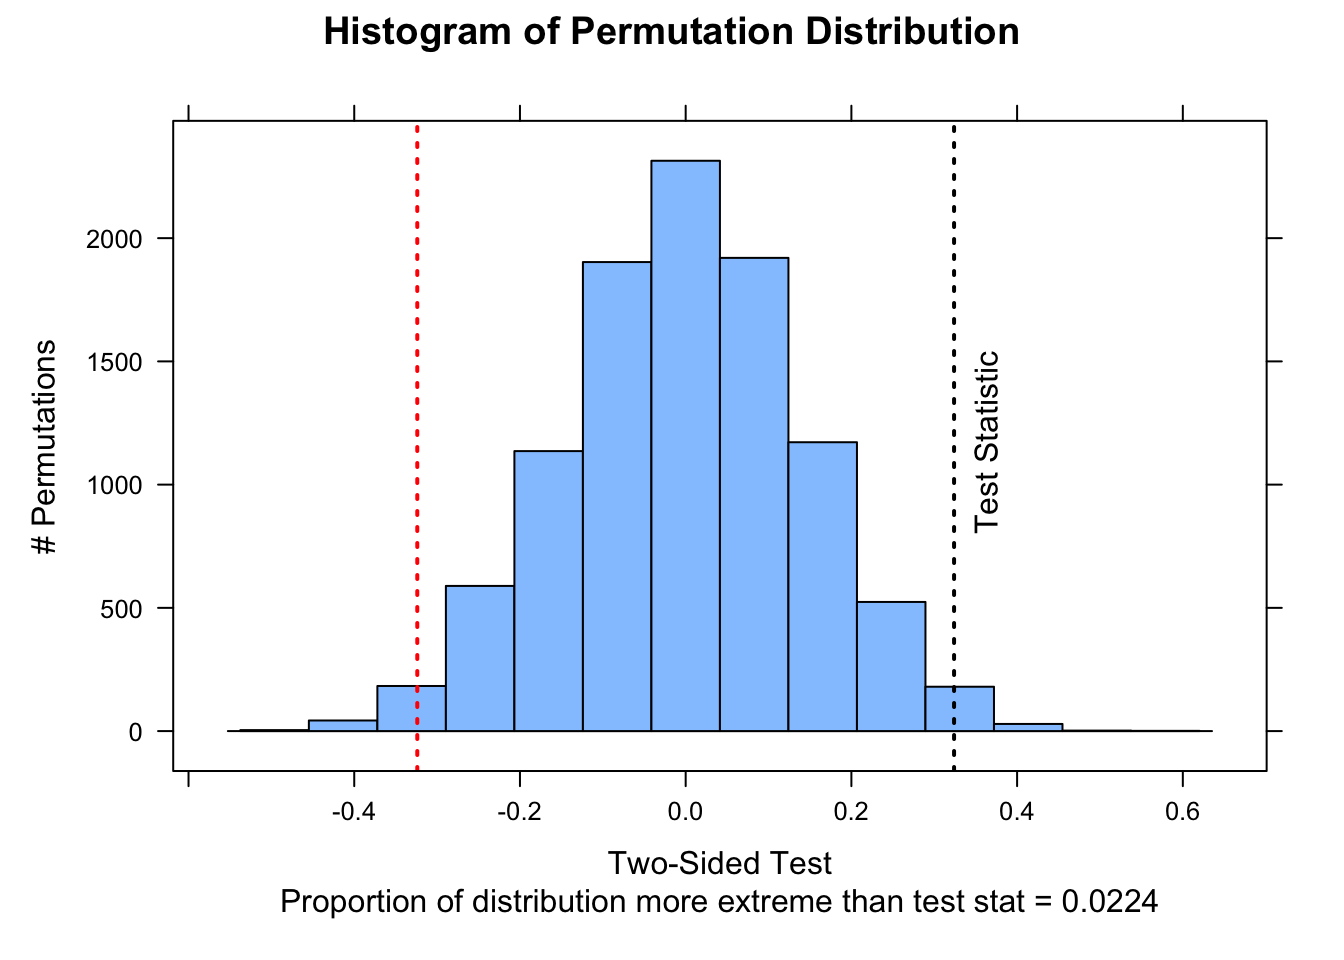 Histogram of Permutation Distribution
# Permutations
2000
1500
1000
500
0
Test Statistic
-0.4 -0.2 0.0 0.2 0.4 0.6
Two-Sided Test
Proportion of distribution more extreme than test stat = 0.0224